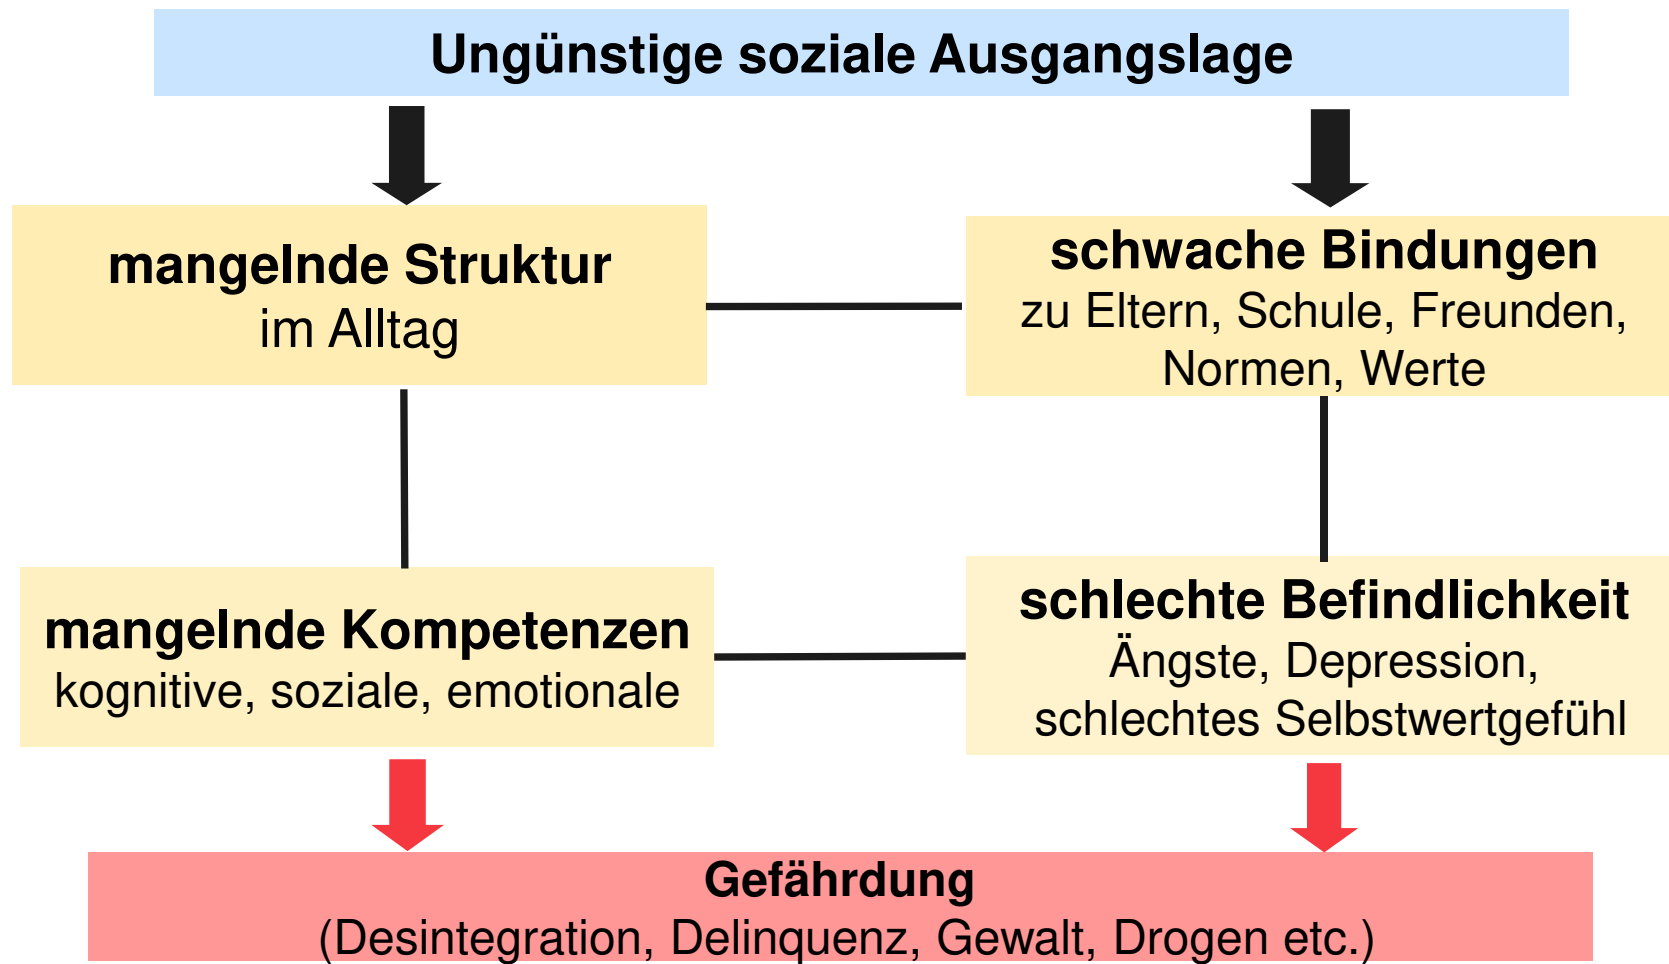 Ungünstige soziale Ausgangslage
mangelnde Struktur
im Alltag
schwache Bindungen
zu Eltern, Schule, Freunden,
Normen, Werte
mangelnde Kompetenzen
kognitive, soziale, emotionale
schlechte Befindlichkeit
Ängste, Depression,
schlechtes Selbstwertgefühl
Gefährdung
(Desintegration, Delinquenz, Gewalt, Drogen etc.)